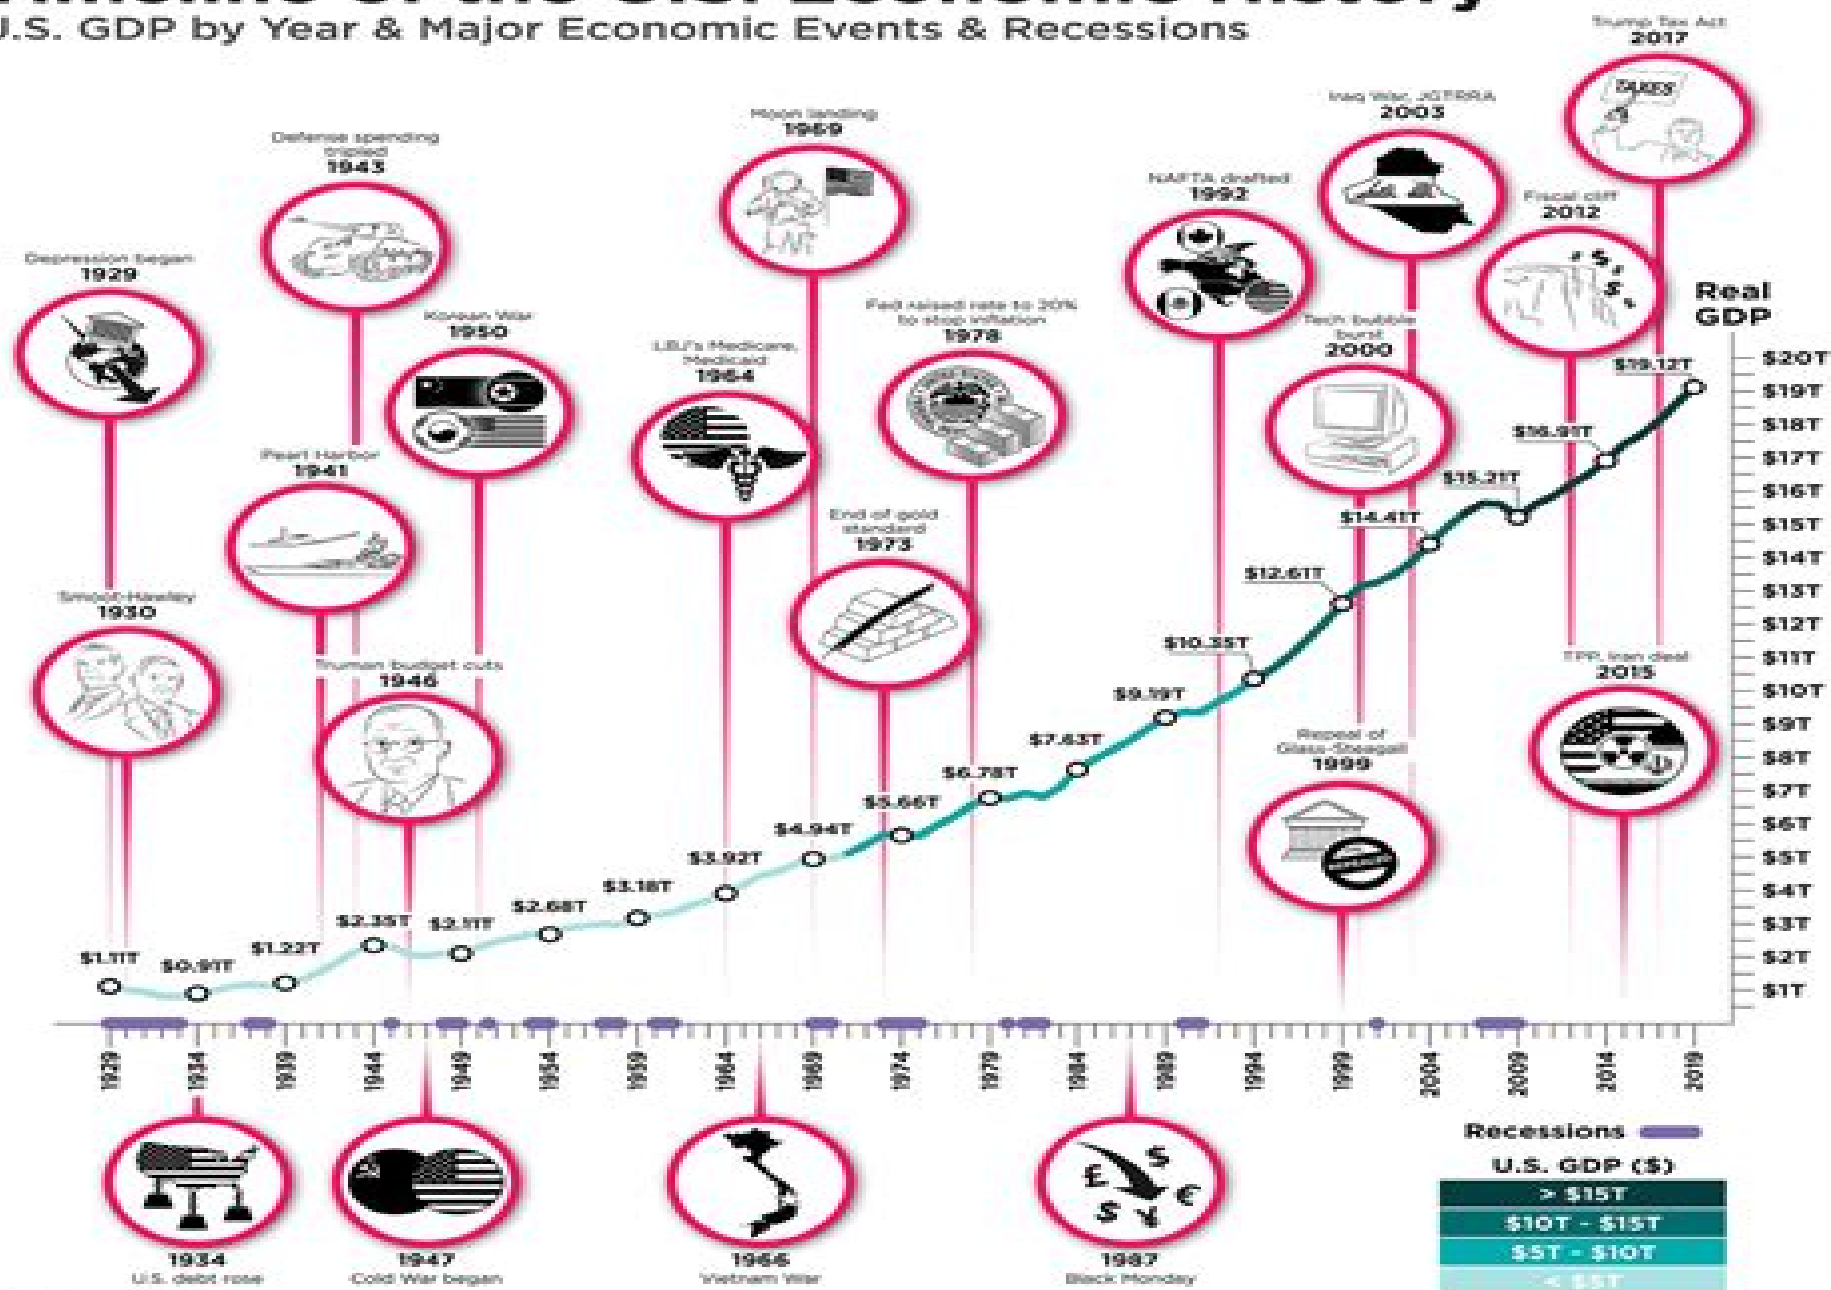 U.S. GDP by Year & Major Economic Events & Recessions
Trump Tax Act
2017
TAXES
Iraq War, JGTRRA
2003
Moon landing
1969
Defense spending
tripled
1943
NAFTA drafted
1992
Fiscal cliff
2012
Depression began
1929
Korean War
1950
Fed raised rate to 20%
to stop inflation
1978
LBJ's Medicare,
Medicaid
1964
Tech bubble
burst
2000
Real
GDP
Pearl Harbor
1941
End of gold
standard
1973
Smoot-Hawley
1930
Truman budget cuts
1946
TPP, Iran deal
2015
Repeal of
Glass-Steagall
1999
$1.11T
$0.91T
$1.22T
$2.35T
$2.11T
$2.68T
$3.18T
$3.92T
$4.94T
$5.66T
$6.78T
$7.63T
$9.19T
$10.35T
$12.61T
$14.41T
$15.21T
$16.91T
$19.12T
$20T
$19T
$18T
$17T
$16T
$15T
$14T
$13T
$12T
$11T
$10T
$9T
$8T
$7T
$6T
$5T
$4T
$3T
$2T
$1T
1929
1934
1939
1944
1949
1954
1959
1964
1969
1974
1979
1984
1989
1994
1999
2004
2009
2014
2019
1934
U.S. debt rose
1947
Cold War began
1966
Vietnam War
1987
Black Monday
Recessions
U.S. GDP ($)
> $15T
$10T - $15T
$5T - $10T
< $5T